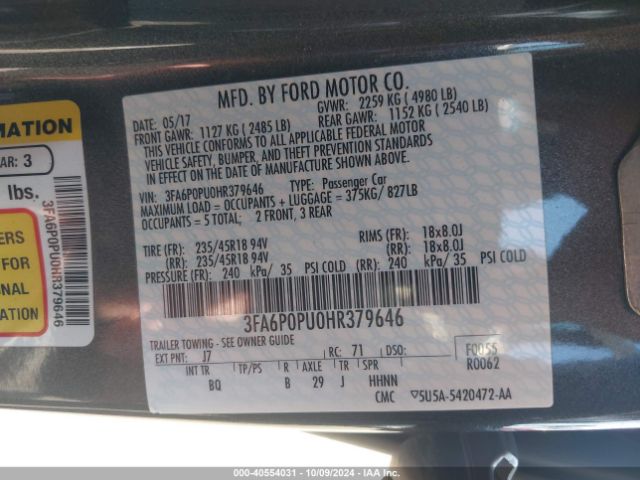 MFD. BY FORD MOTOR CO.
DATE: 05/17
GVWR: 2259 KG ( 4980 LB)
FRONT GAWR: 1127 KG ( 2485 LB)
REAR GAWR: 1152 KG ( 2540 LB)
THIS VEHICLE CONFORMS TO ALL APPLICABLE FEDERAL MOTOR
VEHICLE SAFETY, BUMPER, AND THEFT PREVENTION STANDARDS
IN EFFECT ON THE DATE OF MANUFACTURE SHOWN ABOVE.
VIN: 3FA6P0PU0HR379646 TYPE: Passenger Car
MAXIMUM LOAD = OCCUPANTS + LUGGAGE = 375KG/ 827LB
OCCUPANTS = 5 TOTAL; 2 FRONT, 3 REAR
TIRE (FR): 235/45R18 94V RIMS (FR): 18x8.0J
(RR): 235/45R18 94V (RR): 18x8.0J
PRESSURE (FR): 240 kPa/ 35 PSI COLD (RR): 240 kPa/ 35 PSI COLD
3FA6P0PU0HR379646
TRAILER TOWING - SEE OWNER GUIDE
EXT PNT: J7 RC: 71 DSO: F0055
R0062
INT TR TP/PS R AXLE TR SPR
BQ B 29 J HHNN
CMC ▽5U5A-5420472-AA
MATION
AR: 3
lbs.
3FA6P0PU0HR379646
ERS
FOR
ONAL
ATION
000-40554031 - 10/09/2024 - IAA Inc.